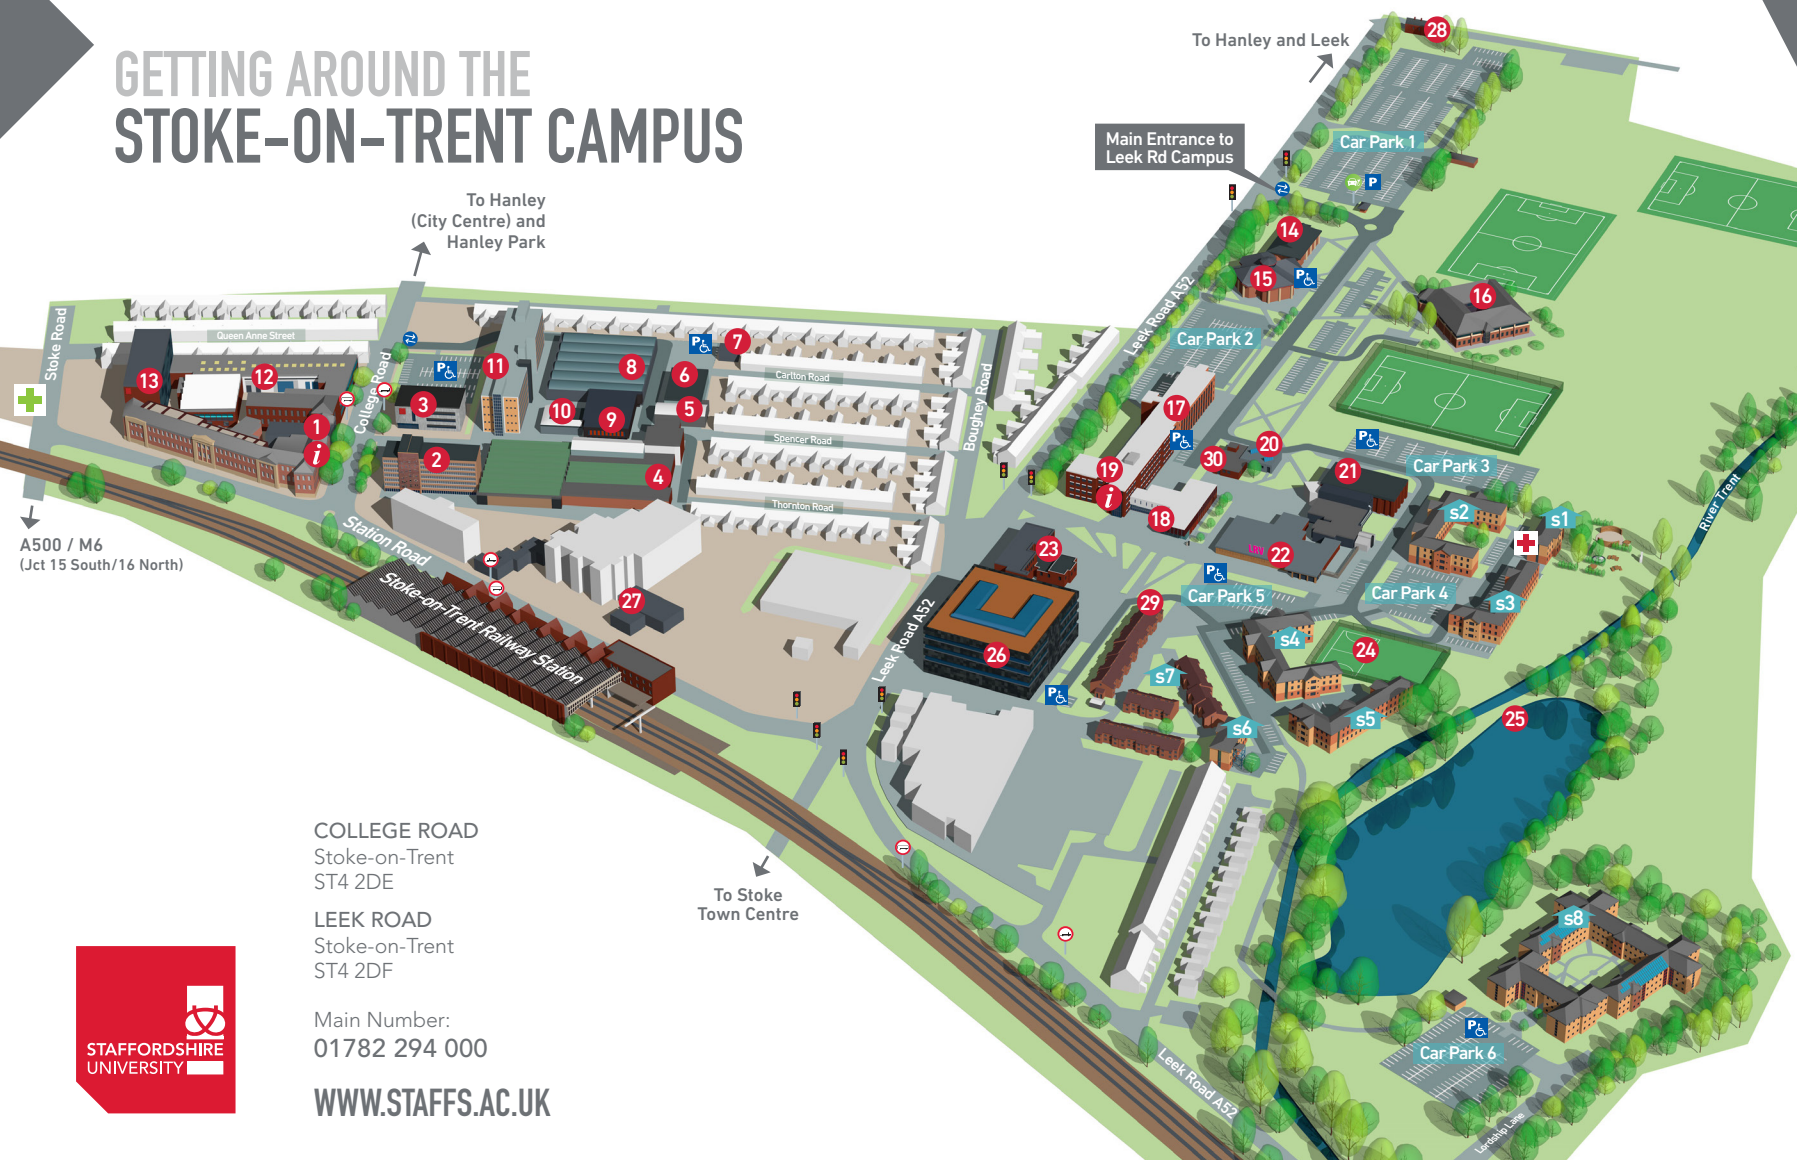 GETTING AROUND THE
STOKE-ON-TRENT CAMPUS
To Hanley and Leek
28
Car Park 1
Main Entrance to
Leek Rd Campus
P
To Hanley
(City Centre) and
Hanley Park
14
15
P
16
Leek Road A52
Car Park 2
Stoke Road
Queen Anne Street
College Road
13
12
11
P
3
1
i
2
8
P
7
6
10
9
5
4
Carlton Road
Spencer Road
Thornton Road
Boughey Road
17
P
19
i
18
30
20
P
21
Car Park 3
LRV
22
s2
s1
s3
River Trent
A500 / M6
(Jct 15 South/16 North)
Station Road
Stoke-on-Trent Railway Station
27
23
Leek Road A52
26
P
29
P
Car Park 5
Car Park 4
s4
24
s7
s6
s5
25
To Stoke
Town Centre
s8
P
Car Park 6
Leek Road A52
Lordship Lane
COLLEGE ROAD
Stoke-on-Trent
ST4 2DE
LEEK ROAD
Stoke-on-Trent
ST4 2DF
Main Number:
01782 294 000
WWW.STAFFS.AC.UK
STAFFORDSHIRE
UNIVERSITY